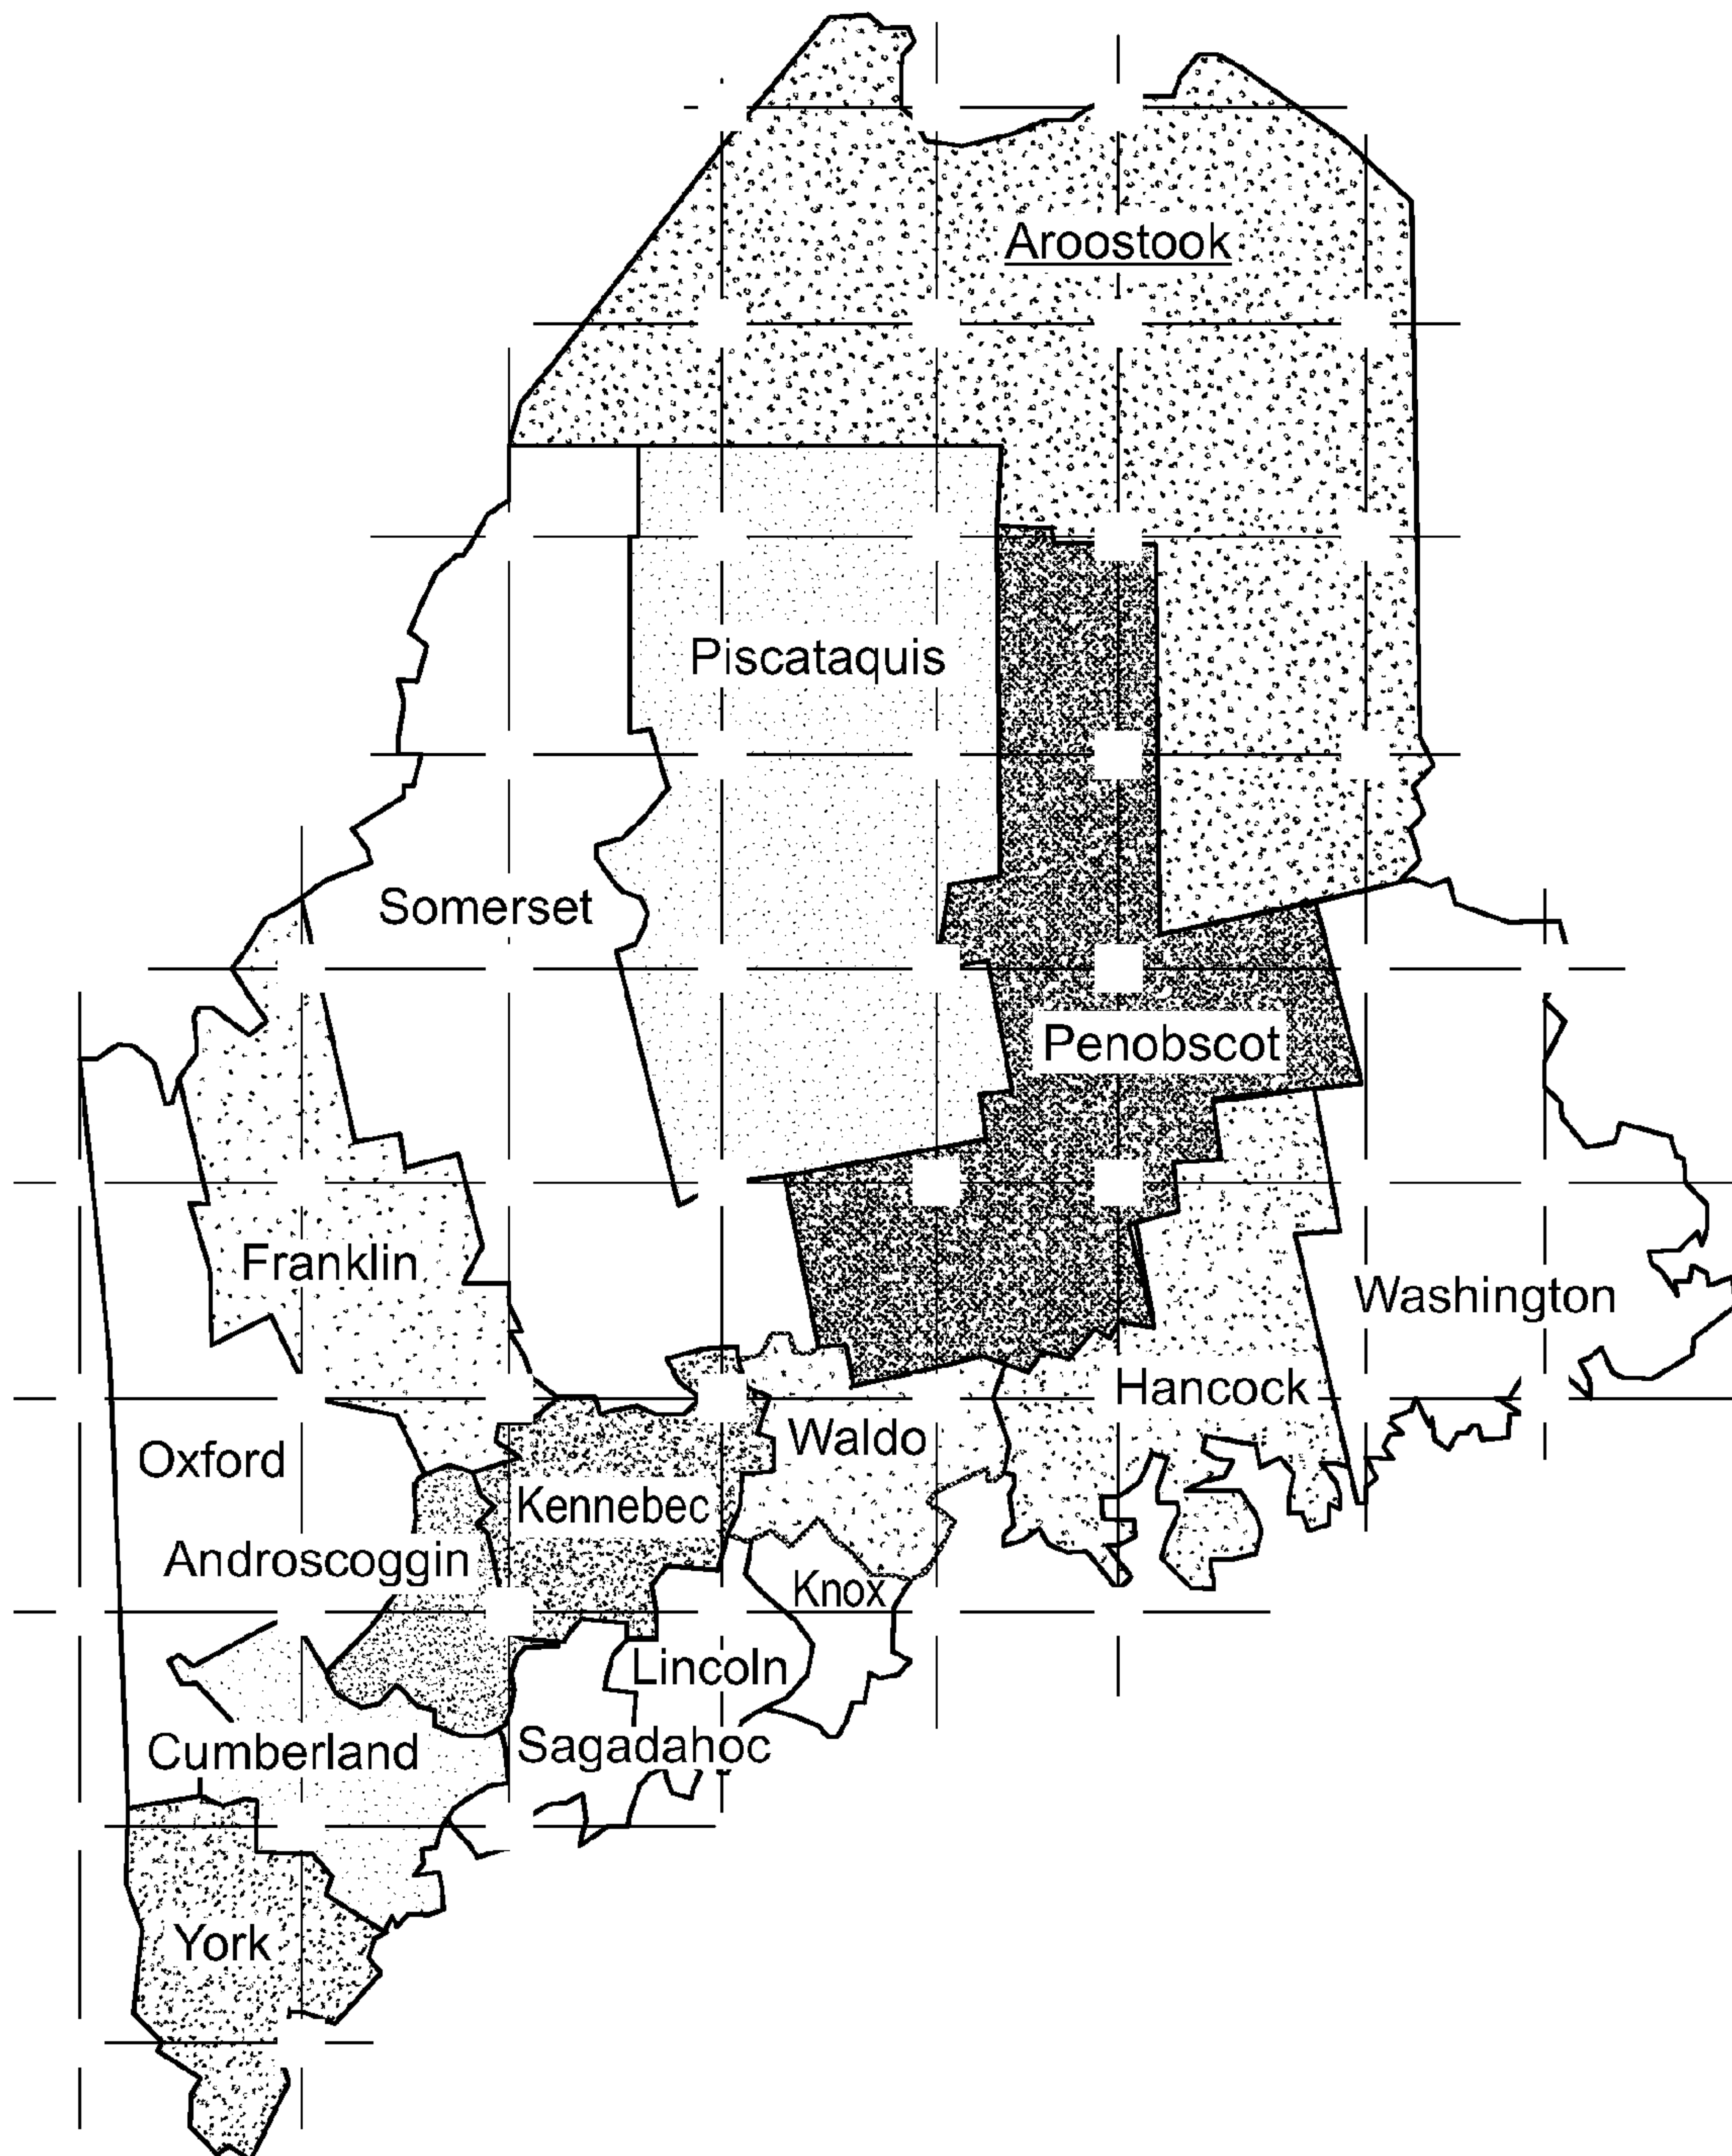 Aroostook
Piscataquis
Somerset
Penobscot
Franklin
Washington
Hancock
Oxford
Waldo
Kennebec
Androscoggin
Knox
Lincoln
Cumberland
Sagadahoc
York